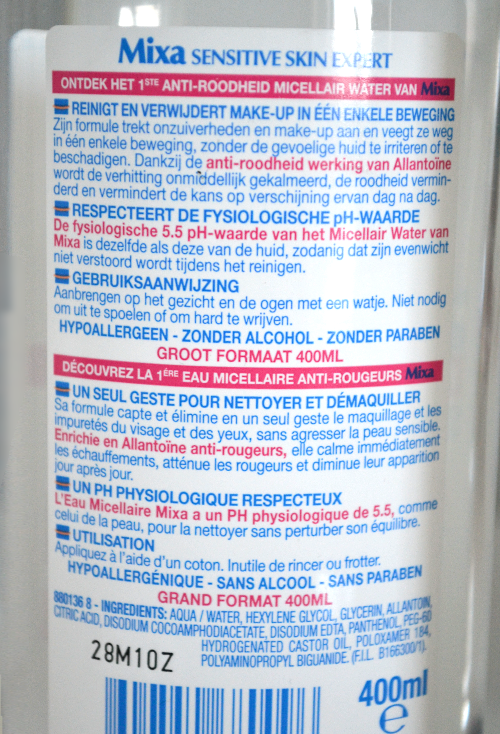 Mixa SENSITIVE SKIN EXPERT
ONTDEK HET 1STE ANTI-ROODHEID MICELLAIR WATER VAN Mixa
REINIGT EN VERWIJDERT MAKE-UP IN ÉÉN ENKELE BEWEGING
Zijn formule trekt onzuiverheden en make-up aan en veegt ze weg
in één enkele beweging, zonder de gevoelige huid te irriteren of te
beschadigen. Dankzij de anti-roodheid werking van Allantoïne
wordt de verhitting onmiddellijk gekalmeerd, de roodheid vermin-
derd en vermindert de kans op verschijning ervan dag na dag.
RESPECTEERT DE FYSIOLOGISCHE pH-WAARDE
De fysiologische 5.5 pH-waarde van het Micellair Water van
Mixa is dezelfde als deze van de huid, zodanig dat zijn evenwicht
niet verstoord wordt tijdens het reinigen.
GEBRUIKSAANWIJZING
Aanbrengen op het gezicht en de ogen met een watje. Niet nodig
om uit te spoelen of om hard te wrijven.
HYPOALLERGEEN - ZONDER ALCOHOL - ZONDER PARABEN
GROOT FORMAAT 400ML
DÉCOUVREZ LA 1ÈRE EAU MICELLAIRE ANTI-ROUGEURS Mixa
UN SEUL GESTE POUR NETTOYER ET DÉMAQUILLER
Sa formule capte et élimine en un seul geste le maquillage et les
impuretés du visage et des yeux, sans agresser la peau sensible.
Enrichie en Allantoïne anti-rougeurs, elle calme immédiatement
les échauffements, atténue les rougeurs et diminue leur apparition
jour après jour.
UN PH PHYSIOLOGIQUE RESPECTEUX
L'Eau Micellaire Mixa a un PH physiologique de 5.5, comme
celui de la peau, pour la nettoyer sans perturber son équilibre.
UTILISATION
Appliquez à l'aide d'un coton. Inutile de rincer ou frotter.
HYPOALLERGÉNIQUE - SANS ALCOOL - SANS PARABEN
GRAND FORMAT 400ML
880136 8 - INGREDIENTS: AQUA / WATER, HEXYLENE GLYCOL, GLYCERIN, ALLANTOIN,
CITRIC ACID, DISODIUM COCOAMPHODIACETATE, DISODIUM EDTA, PANTHENOL, PEG-60
HYDROGENATED CASTOR OIL, POLOXAMER 184,
POLYAMINOPROPYL BIGUANIDE. (F.I.L. B166300/1).
28M10Z
400ml
e